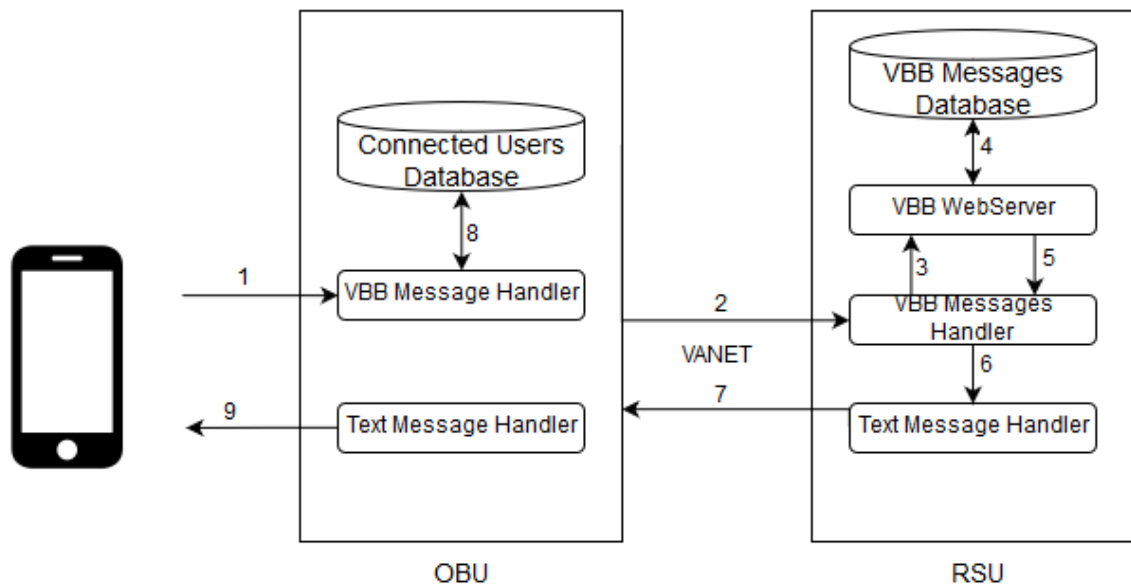 VBB Messages
Database
4
VBB WebServer
3
5
VBB Messages
Handler
6
Text Message Handler
Connected Users
Database
8
VBB Message Handler
Text Message Handler
1
9
2
VANET
7
OBU
RSU